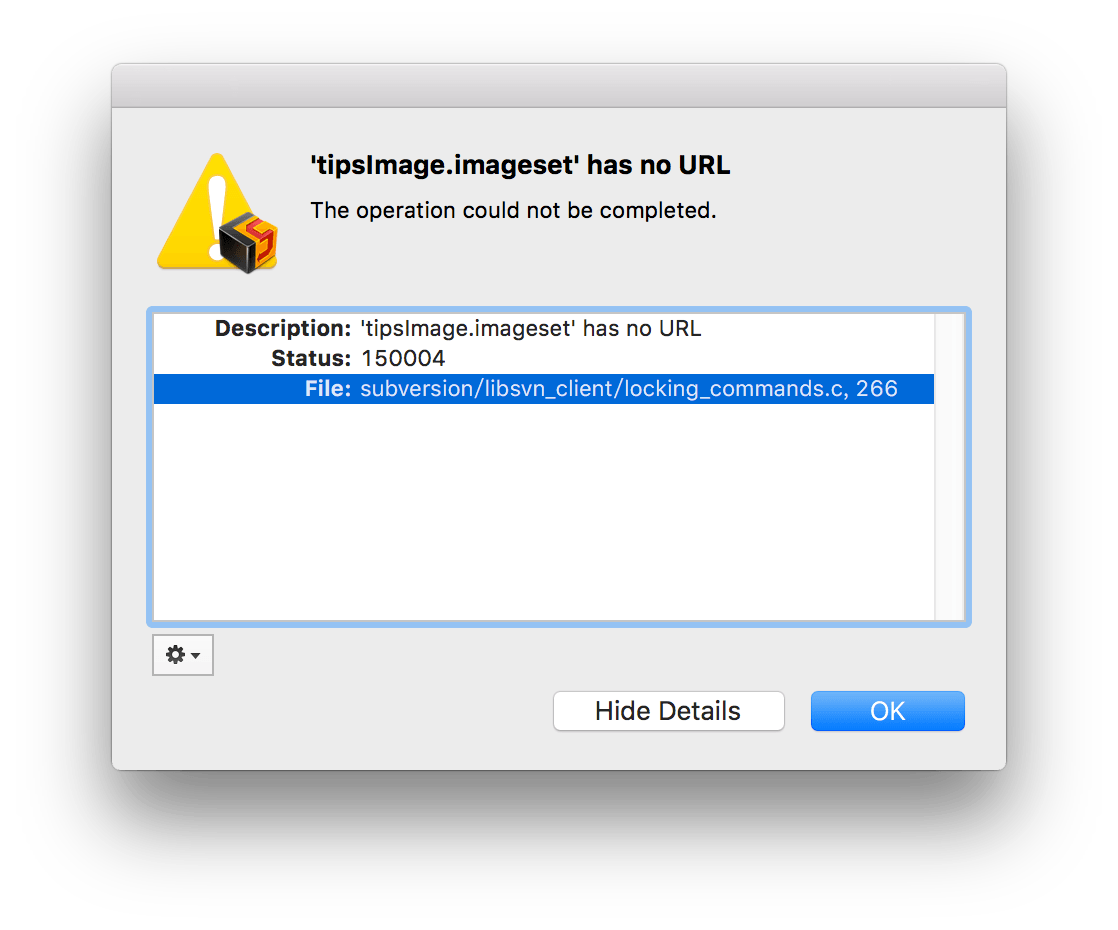 'tipsImage.imageset' has no URL
The operation could not be completed.
Description: 'tipsImage.imageset' has no URL
Status: 150004
File: subversion/libsvn_client/locking_commands.c, 266
Hide Details
OK